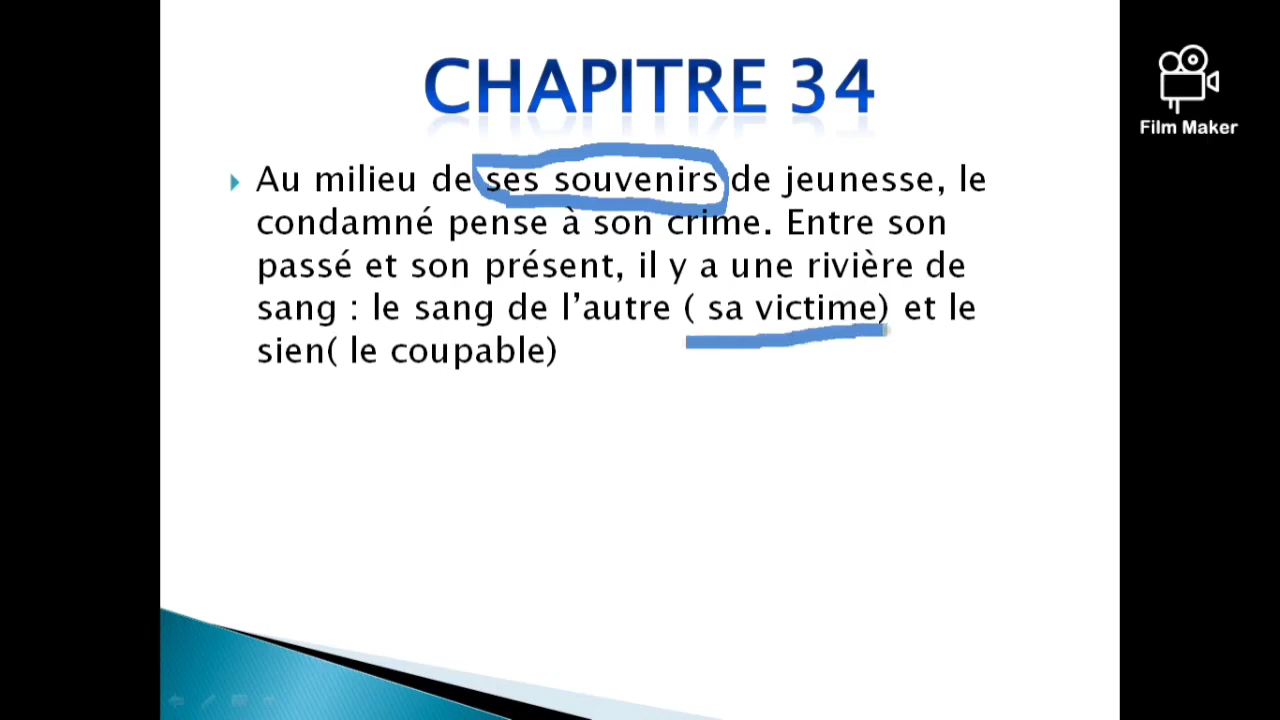 CHAPITRE 34
Film Maker
Au milieu de ses souvenirs de jeunesse, le
condamné pense à son crime. Entre son
passé et son présent, il y a une rivière de
sang : le sang de l’autre ( sa victime) et le
sien( le coupable)